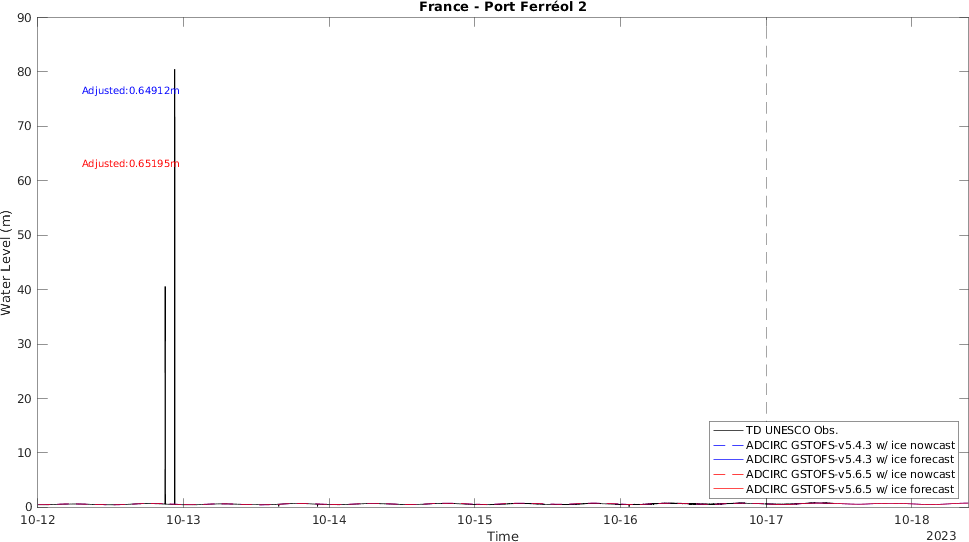 France - Port Ferréol 2
90
80
70
60
50
40
30
20
10
0
Water Level (m)
Adjusted:0.64912m
Adjusted:0.65195m
TD UNESCO Obs.
ADCIRC GSTOFS-v5.4.3 w/ ice nowcast
ADCIRC GSTOFS-v5.4.3 w/ ice forecast
ADCIRC GSTOFS-v5.6.5 w/ ice nowcast
ADCIRC GSTOFS-v5.6.5 w/ ice forecast
10-12 10-13 10-14 10-15 10-16 10-17 10-18
Time
2023